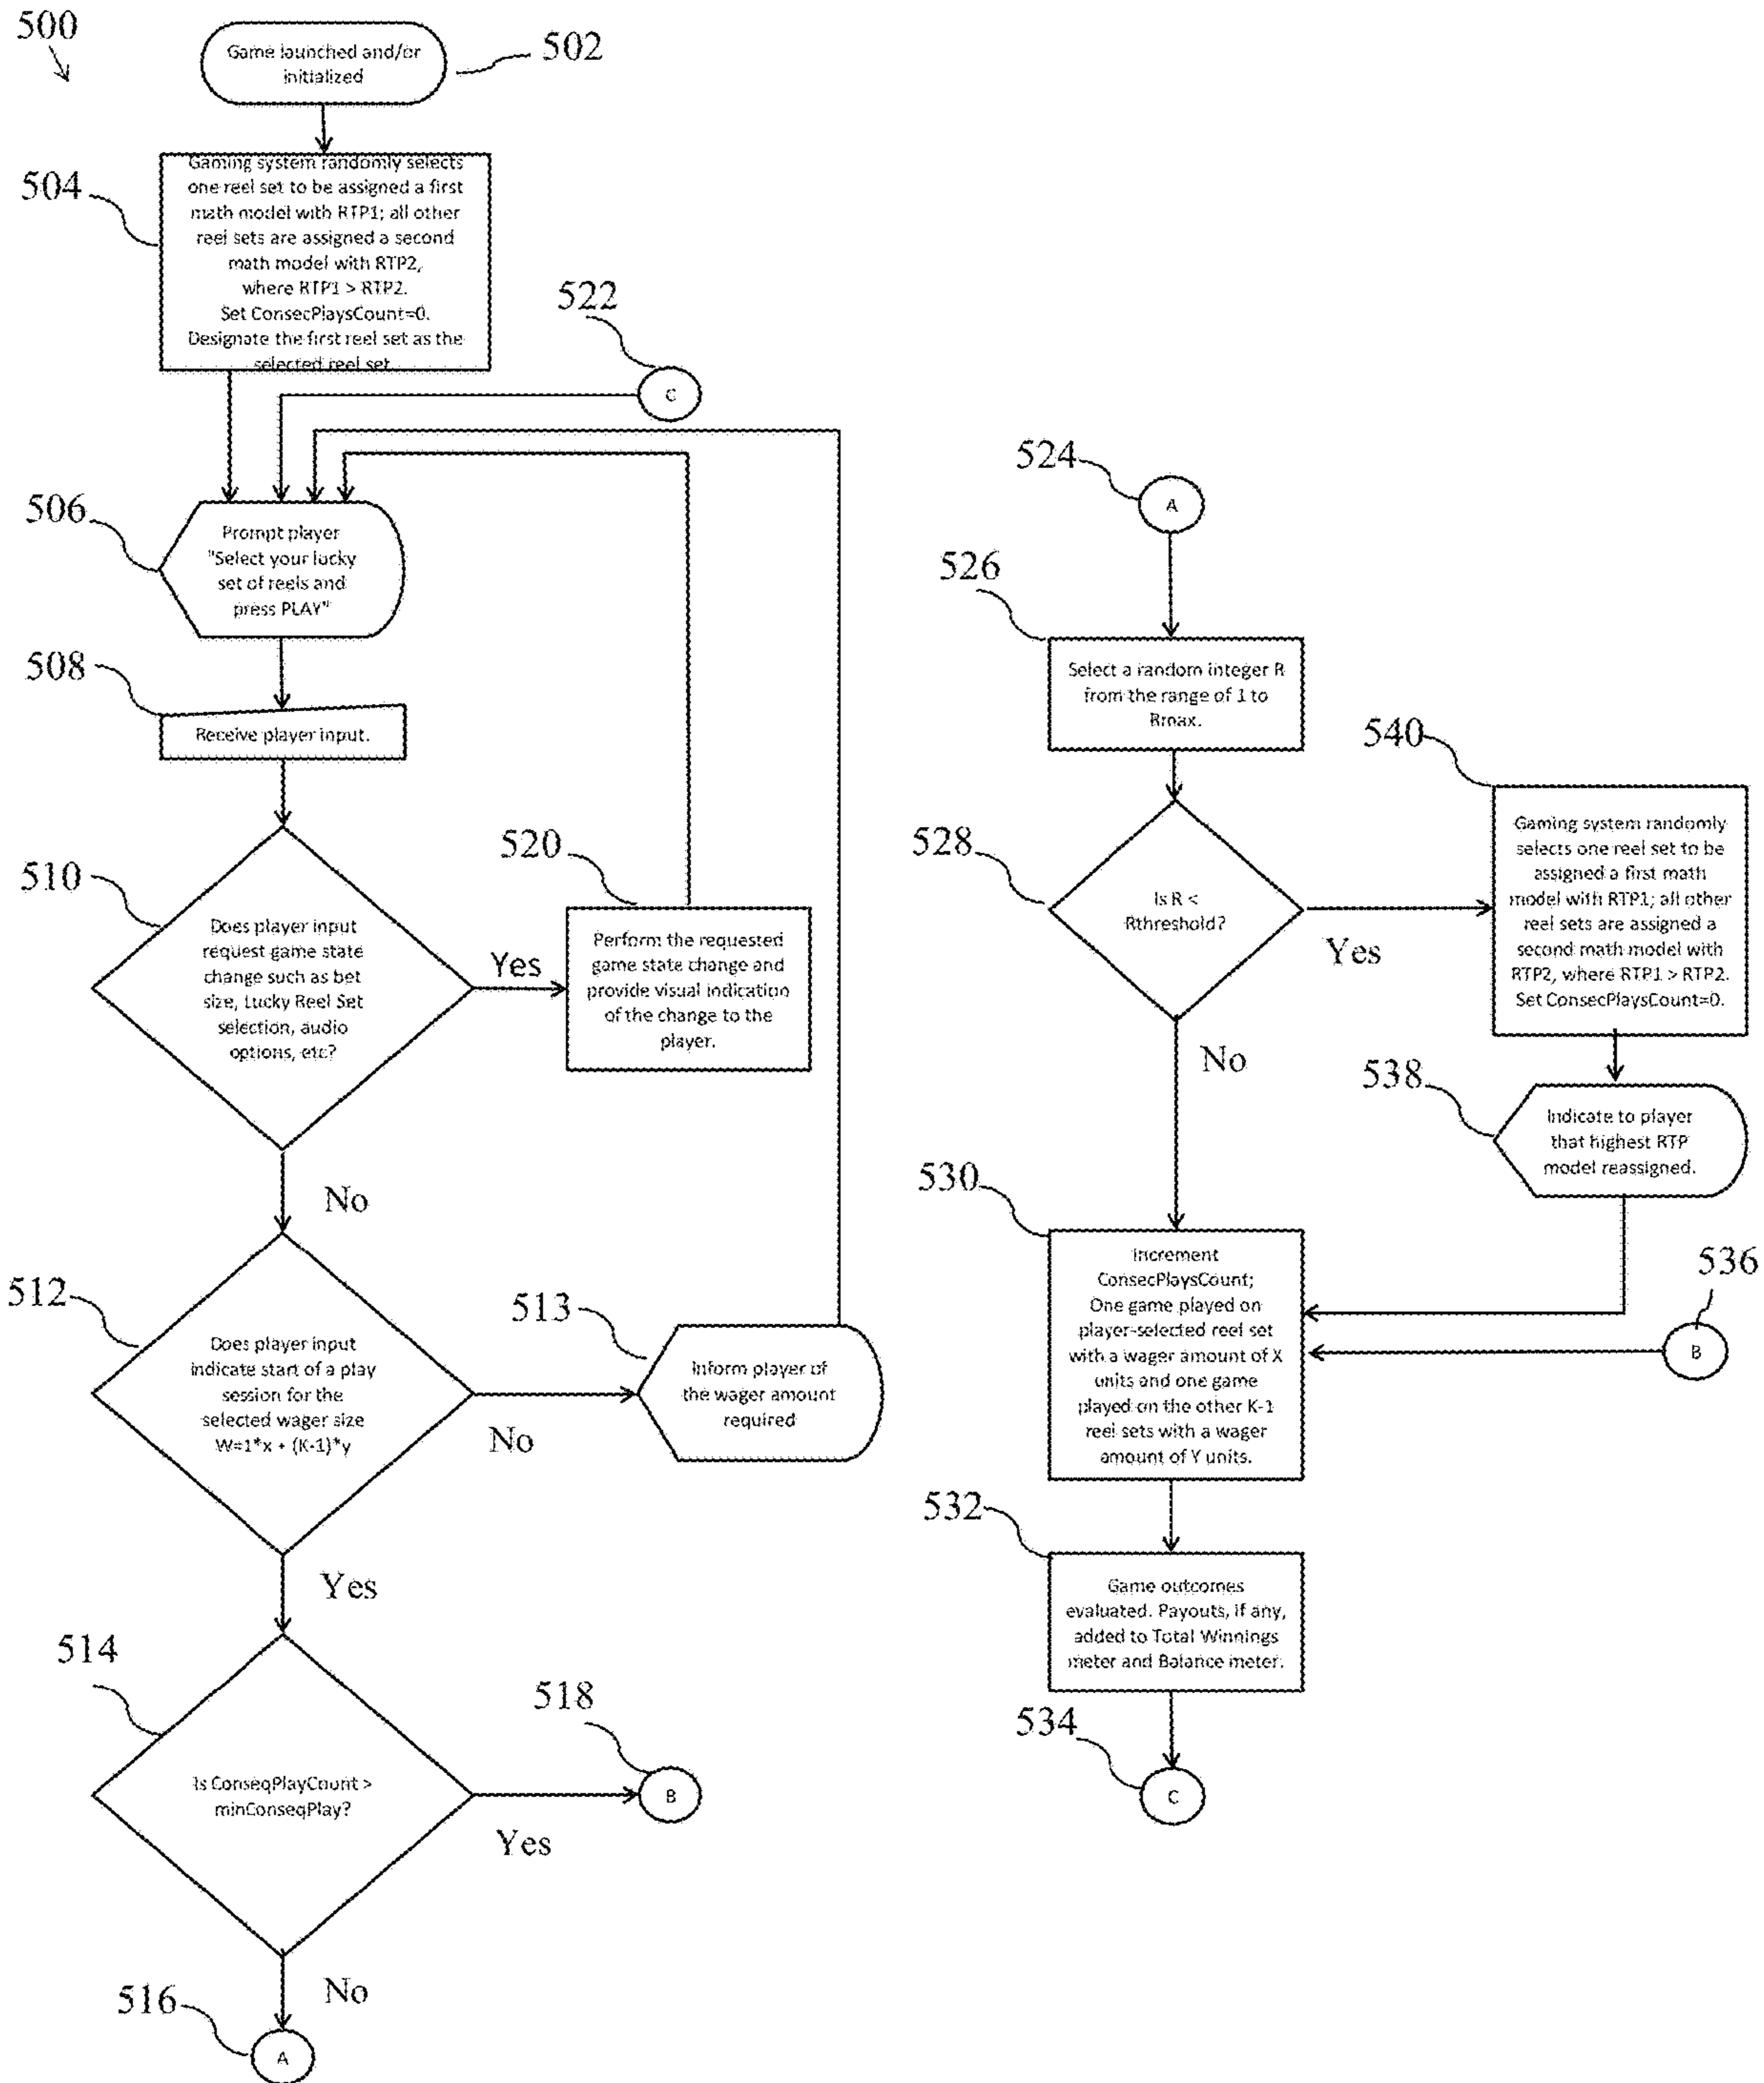 500
502
Game launched and/or
initialized
504
Gaming system randomly selects
one reel set to be assigned a first
math model with RTP1; all other
reel sets are assigned a second
math model with RTP2,
where RTP1 > RTP2.
Set ConsecPlaysCount=0.
Designate the first reel set as the
selected reel set
522
C
506
Prompt player
"Select your lucky
set of reels and
press PLAY"
508
Receive player input.
510
Does player input
request game state
change such as bet
size, Lucky Reel Set
selection, audio
options, etc?
Yes
520
Perform the requested
game state change and
provide visual indication
of the change to the
player.
No
512
Does player input
indicate start of a play
session for the
selected wager size
W=1*x + (K-1)*y
No
513
Inform player of
the wager amount
required
Yes
514
Is ConseqPlayCount >
minConseqPlay?
Yes
518
B
No
516
A
524
A
526
Select a random integer R
from the range of 1 to
Rmax.
528
Is R <
Rthreshold?
Yes
540
Gaming system randomly
selects one reel set to be
assigned a first math
model with RTP1; all other
reel sets are assigned a
second math model with
RTP2, where RTP1 > RTP2.
Set ConsecPlaysCount=0.
No
538
Indicate to player
that highest RTP
model reassigned.
530
Increment
ConsecPlaysCount;
One game played on
player-selected reel set
with a wager amount of X
units and one game
played on the other K-1
reel sets with a wager
amount of Y units.
536
B
532
Game outcomes
evaluated. Payouts, if any,
added to Total Winnings
meter and Balance meter.
534
C